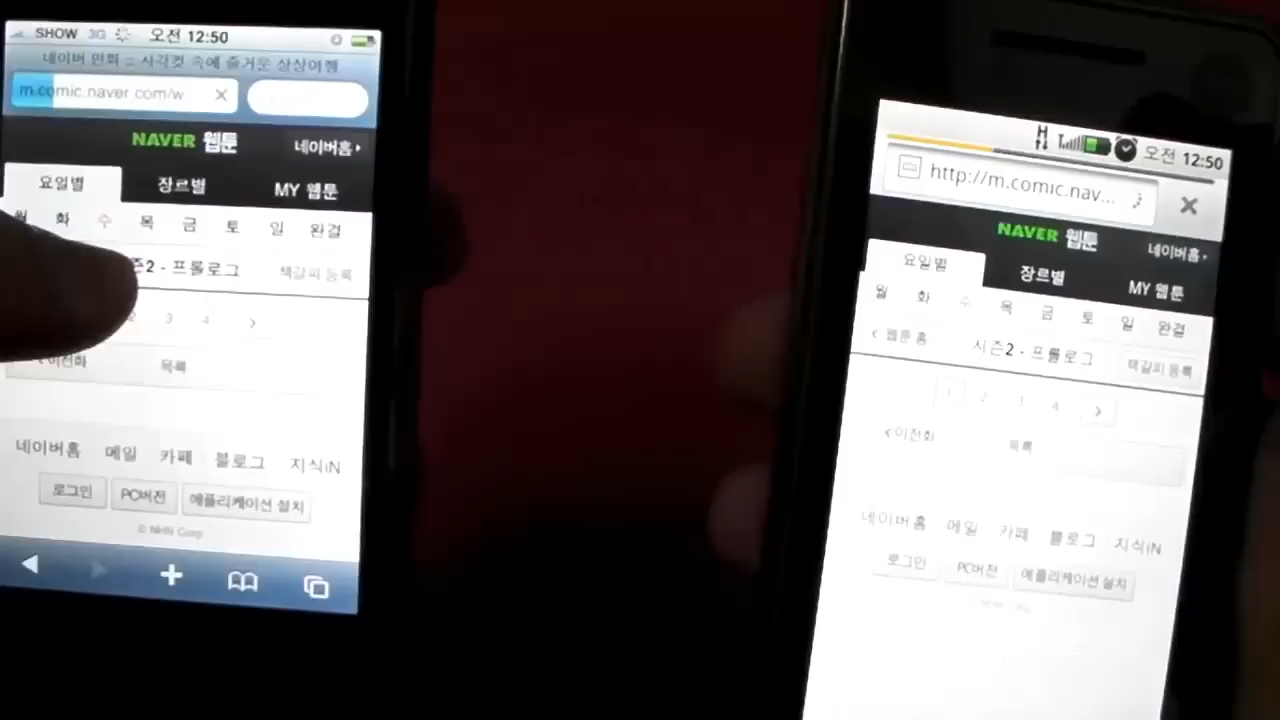 SHOW 3G 오전 12:50
네이버 만화 :: 사각컷 속에 즐거운 상상여행
m.comic.naver.com/w
NAVER 웹툰 네이버홈
요일별 장르별 MY 웹툰
월 화 수 목 금 토 일 완결
즌2 - 프롤로그 책갈피 등록
2 3 4 >
< 이전화 목록
네이버홈 메일 카페 블로그 지식iN
로그인 PC버전 애플리케이션 설치
© NHN Corp.
H 오전 12:50
http://m.comic.nav...
NAVER 웹툰 네이버홈
요일별 장르별 MY 웹툰
월 화 수 목 금 토 일 완결
< 웹툰 홈 시즌2 - 프롤로그 책갈피 등록
1 2 3 4 >
< 이전화 목록
네이버홈 메일 카페 블로그 지식iN
로그인 PC버전 애플리케이션 설치